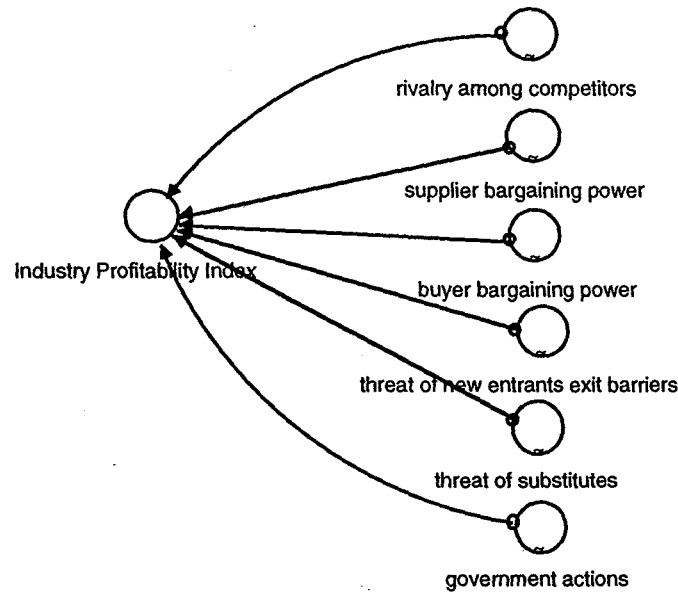 rivalry among competitors
supplier bargaining power
Industry Profitability Index
buyer bargaining power
threat of new entrants exit barriers
threat of substitutes
government actions